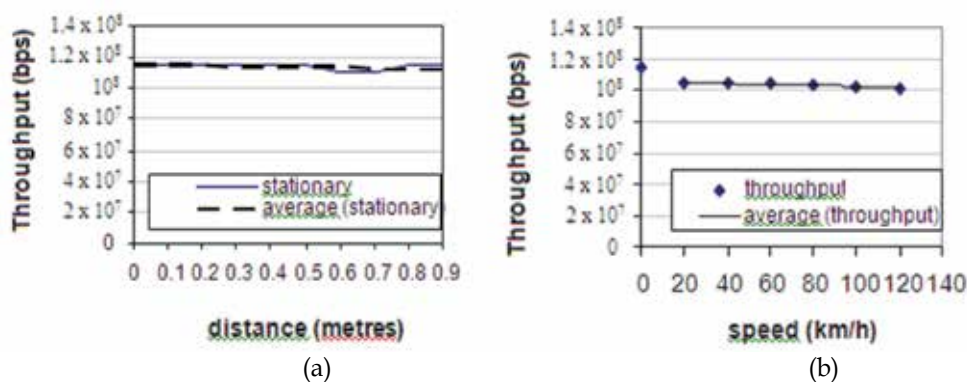 1.4 x 10⁸
1.2 x 10⁸
10⁸
8 x 10⁷
6 x 10⁷
4 x 10⁷
2 x 10⁷
0
Throughput (bps)
stationary
average (stationary)
0 0.1 0.2 0.3 0.4 0.5 0.6 0.7 0.8 0.9
distance (metres)
(a)
1.4 x 10⁸
1.2 x 10⁸
10⁸
8 x 10⁷
6 x 10⁷
4 x 10⁷
2 x 10⁷
0
Throughput (bps)
throughput
average (throughput)
0 20 40 60 80 100 120 140
speed (km/h)
(b)